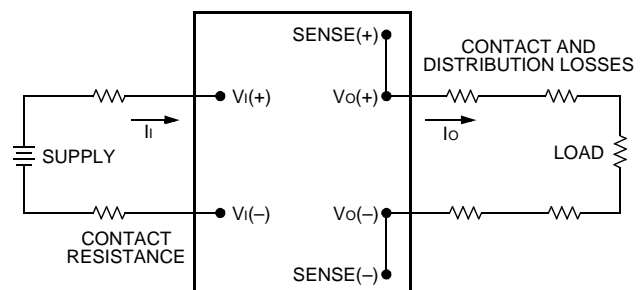 SENSE(+)
CONTACT AND
DISTRIBUTION LOSSES
VI(+)
VO(+)
II
IO
SUPPLY
LOAD
VI(–)
VO(–)
CONTACT
RESISTANCE
SENSE(–)